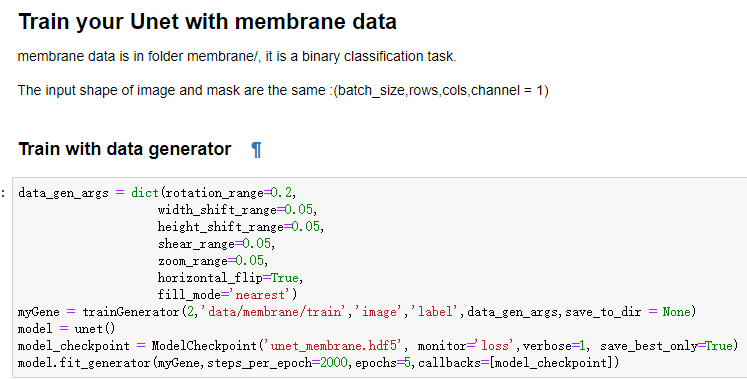 Train your Unet with membrane data
membrane data is in folder membrane/, it is a binary classification task.
The input shape of image and mask are the same :(batch_size,rows,cols,channel = 1)
Train with data generator ¶
: data_gen_args = dict(rotation_range=0.2,
width_shift_range=0.05,
height_shift_range=0.05,
shear_range=0.05,
zoom_range=0.05,
horizontal_flip=True,
fill_mode='nearest')
myGene = trainGenerator(2,'data/membrane/train','image','label',data_gen_args,save_to_dir = None)
model = unet()
model_checkpoint = ModelCheckpoint('unet_membrane.hdf5', monitor='loss',verbose=1, save_best_only=True)
model.fit_generator(myGene,steps_per_epoch=2000,epochs=5,callbacks=[model_checkpoint])